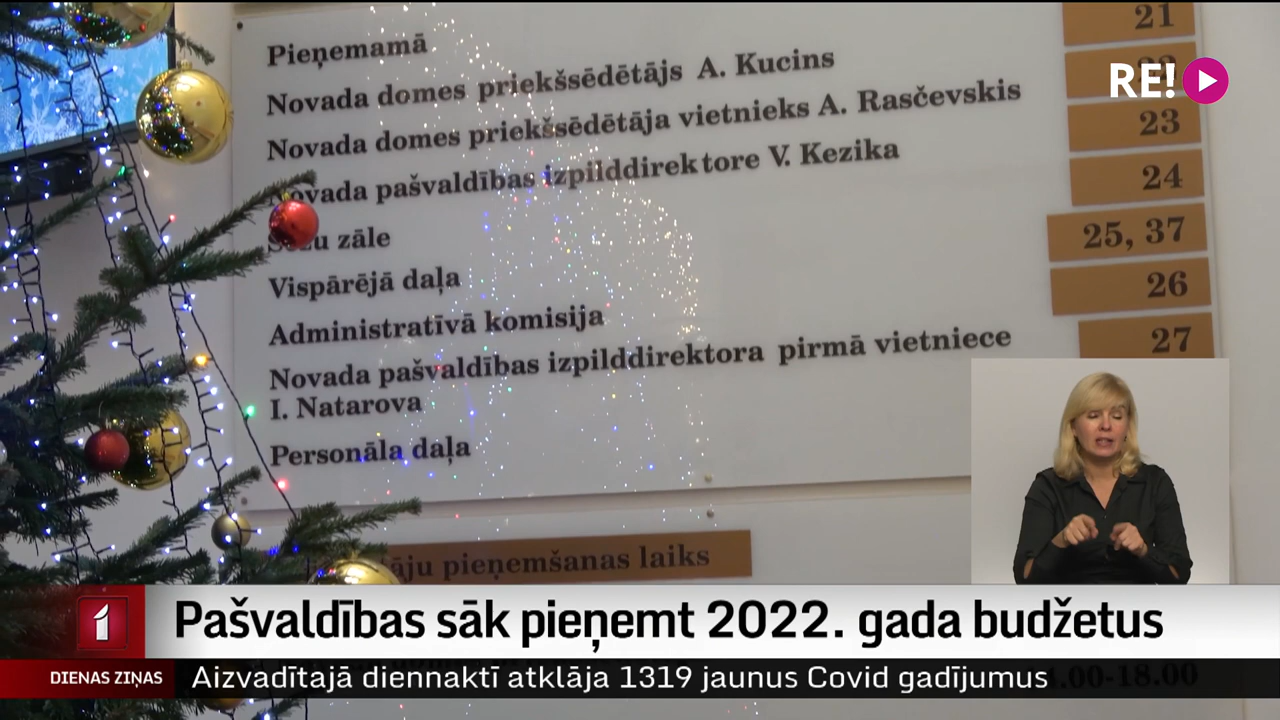 21
RE!
Pieņemamā
Novada domes priekšsēdētājs A. Kucins
Novada domes priekšsēdētāja vietnieks A. Rasčevskis
23
Novada pašvaldības izpilddirektore V. Kezika
24
zāle
25, 37
Vispārējā daļa
26
Administratīvā komisija
27
Novada pašvaldības izpilddirektora pirmā vietniece
I. Natarova
Personāla daļa
pieņemšanas laiks
1
Pašvaldības sāk pieņemt 2022. gada budžetus
DIENAS ZIŅAS
Aizvadītajā diennaktī atklāja 1319 jaunus Covid gadījumus